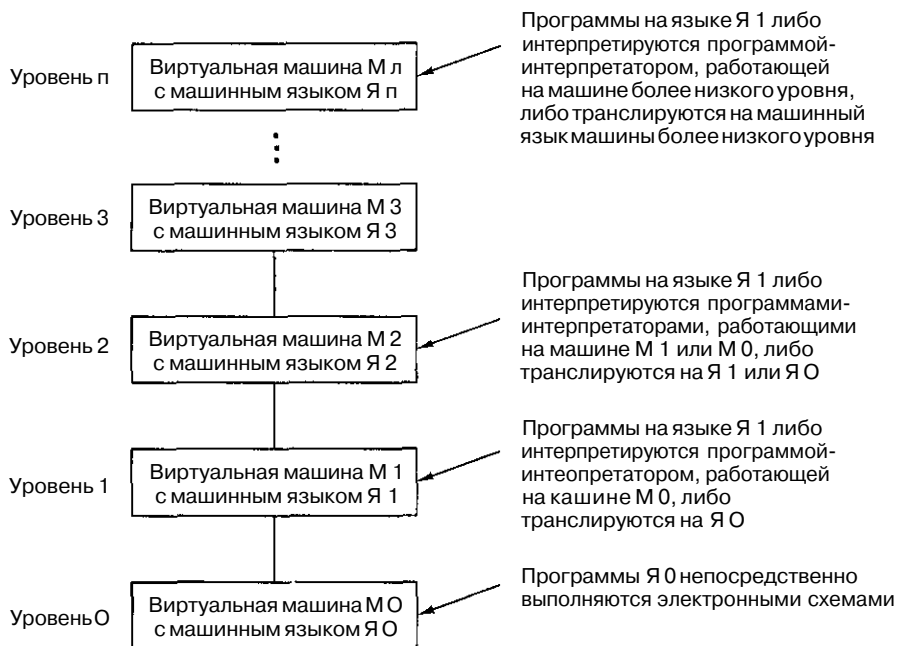 Уровень п
Виртуальная машина М л
с машинным языком Я п
Программы на языке Я 1 либо
интерпретируются программой-
интерпретатором, работающей
на машине более низкого уровня,
либо транслируются на машинный
язык машины более низкого уровня
Уровень 3
Виртуальная машина М 3
с машинным языком Я 3
Уровень 2
Виртуальная машина М 2
с машинным языком Я 2
Программы на языке Я 1 либо
интерпретируются программами-
интерпретаторами, работающими
на машине М 1 или М 0, либо
транслируются на Я 1 или Я О
Уровень 1
Виртуальная машина М 1
с машинным языком Я 1
Программы на языке Я 1 либо
интерпретируются программой-
интеопретатором, работающей
на кашине М 0, либо
транслируются на Я О
Уровень О
Виртуальная машина М О
с машинным языком Я О
Программы Я 0 непосредственно
выполняются электронными схемами